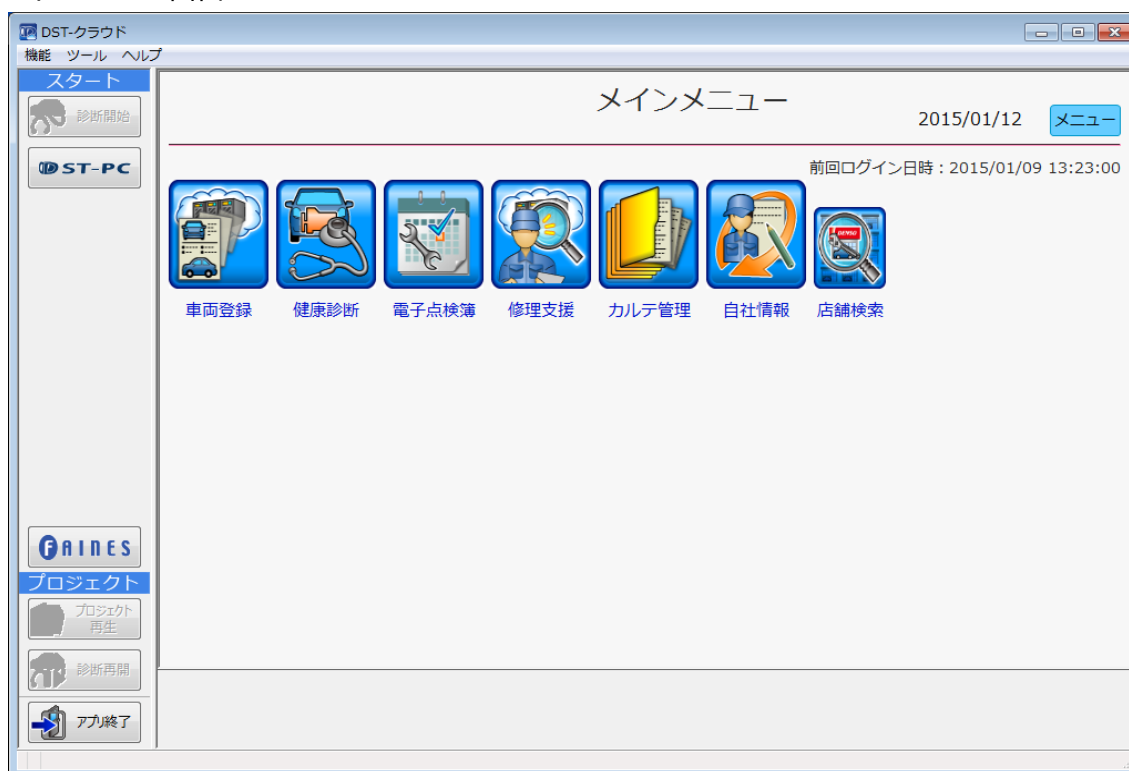 DST-クラウド
機能 ツール ヘルプ
スタート
診断開始
DST-PC
FAINES
プロジェクト
プロジェクト
再生
診断再開
アプリ終了
メインメニュー
2015/01/12
メニュー
前回ログイン日時：2015/01/09 13:23:00
DENSO
車両登録 健康診断 電子点検簿 修理支援 カルテ管理 自社情報 店舗検索